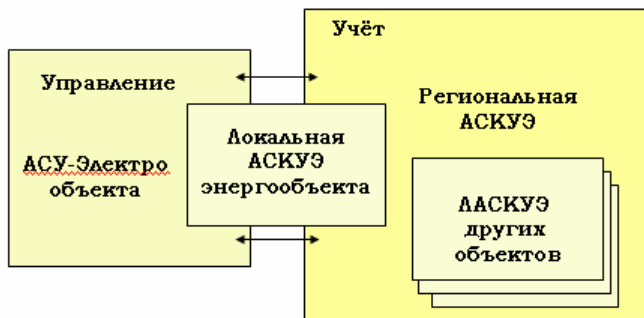 Учёт
Управление
Региональная
АСКУЭ
Локальная
АСКУЭ
энергообъекта
АСУ-Электро
объекта
ЛАСКУЭ
других
объектов